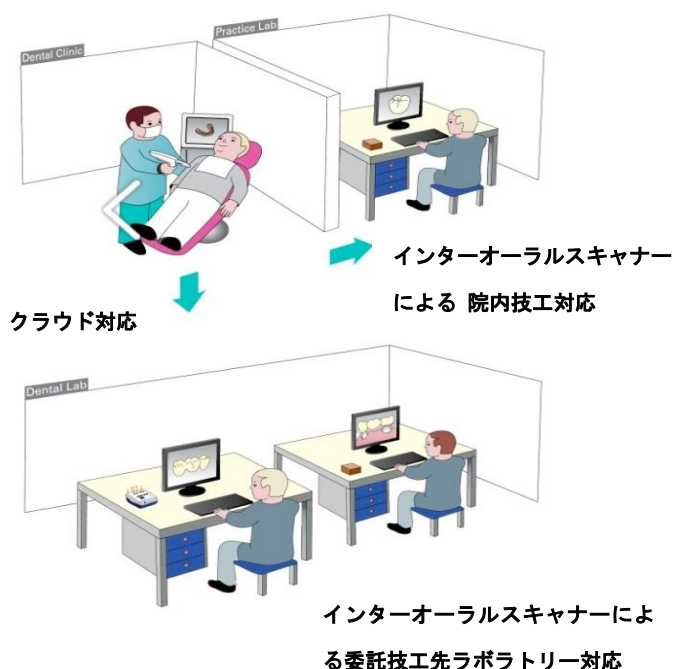 Dental Clinic
Practice Lab
インターオーラルスキャナー
による 院内技工対応
クラウド対応
Dental Lab
インターオーラルスキャナーによ
る委託技工先ラボラトリー対応